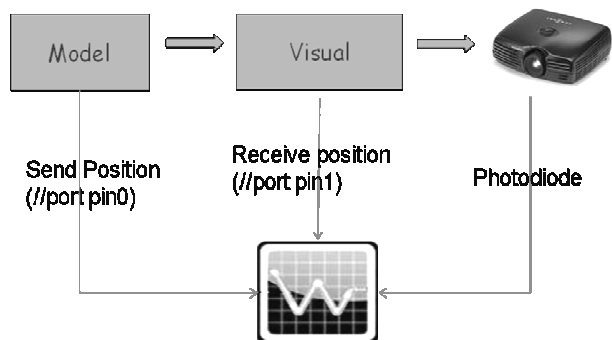 Model
Visual
Send Position
(//port pin0)
Receive position
(//port pin1)
Photodiode